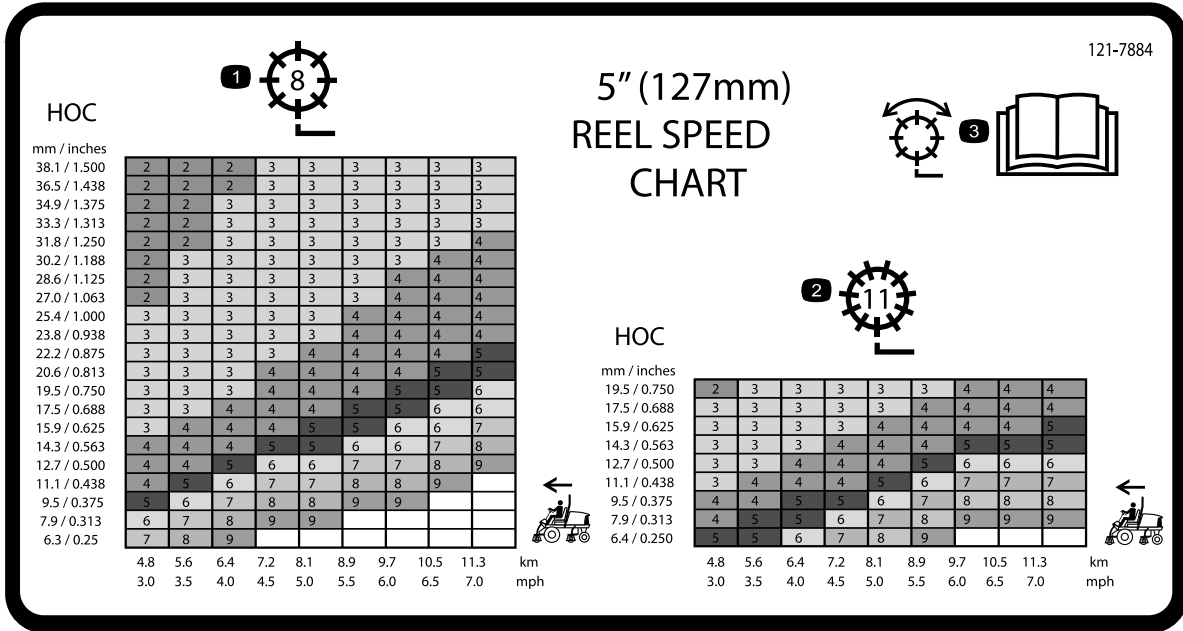 121-7884
5" (127mm)
REEL SPEED
CHART
3
1
8
HOC
mm / inches
38.1 / 1.500 2 2 2 3 3 3 3 3 3
36.5 / 1.438 2 2 2 3 3 3 3 3 3
34.9 / 1.375 2 2 3 3 3 3 3 3 3
33.3 / 1.313 2 2 3 3 3 3 3 3 3
31.8 / 1.250 2 2 3 3 3 3 3 3 4
30.2 / 1.188 2 3 3 3 3 3 3 4 4
28.6 / 1.125 2 3 3 3 3 3 4 4 4
27.0 / 1.063 2 3 3 3 3 3 4 4 4
25.4 / 1.000 3 3 3 3 3 4 4 4 4
23.8 / 0.938 3 3 3 3 3 4 4 4 4
22.2 / 0.875 3 3 3 3 4 4 4 4 5
20.6 / 0.813 3 3 3 4 4 4 4 5 5
19.5 / 0.750 3 3 3 4 4 4 5 5 6
17.5 / 0.688 3 3 4 4 4 5 5 6 6
15.9 / 0.625 3 4 4 4 5 5 6 6 7
14.3 / 0.563 4 4 4 5 5 6 6 7 8
12.7 / 0.500 4 4 5 6 6 7 7 8 9
11.1 / 0.438 4 5 6 7 7 8 8 9
9.5 / 0.375 5 6 7 8 8 9 9
7.9 / 0.313 6 7 8 9 9
6.3 / 0.25 7 8 9
4.8 5.6 6.4 7.2 8.1 8.9 9.7 10.5 11.3 km
3.0 3.5 4.0 4.5 5.0 5.5 6.0 6.5 7.0 mph
2
11
HOC
mm / inches
19.5 / 0.750 2 3 3 3 3 3 4 4 4
17.5 / 0.688 3 3 3 3 3 4 4 4 4
15.9 / 0.625 3 3 3 3 4 4 4 4 5
14.3 / 0.563 3 3 3 4 4 4 5 5 5
12.7 / 0.500 3 3 4 4 4 5 6 6 6
11.1 / 0.438 3 4 4 4 5 6 7 7 7
9.5 / 0.375 4 4 5 5 6 7 8 8 8
7.9 / 0.313 4 5 5 6 7 8 9 9 9
6.4 / 0.250 5 5 6 7 8 9
4.8 5.6 6.4 7.2 8.1 8.9 9.7 10.5 11.3 km
3.0 3.5 4.0 4.5 5.0 5.5 6.0 6.5 7.0 mph